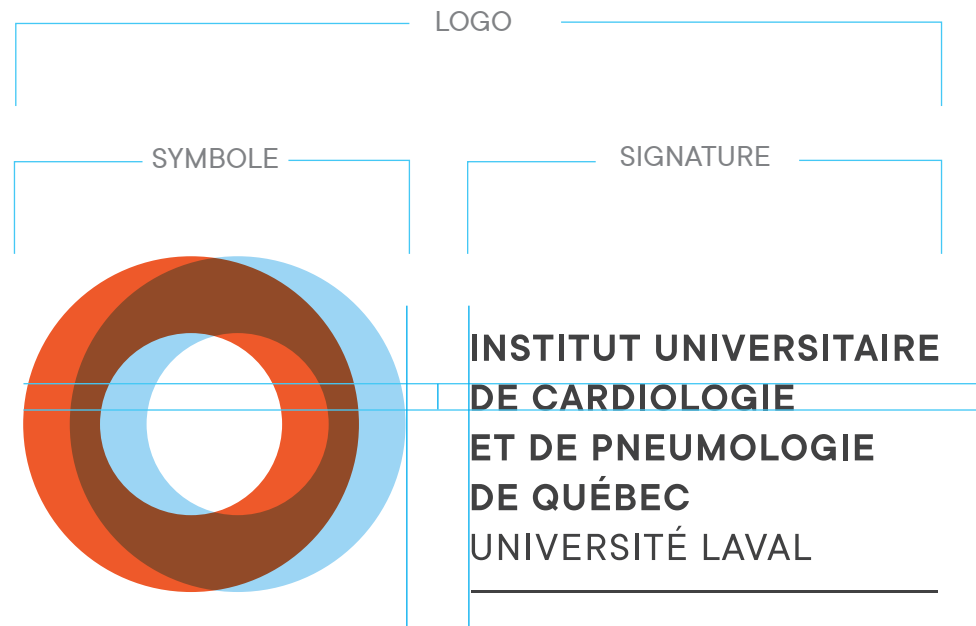 LOGO
SYMBOLE
SIGNATURE
INSTITUT UNIVERSITAIRE
DE CARDIOLOGIE
ET DE PNEUMOLOGIE
DE QUÉBEC
UNIVERSITÉ LAVAL